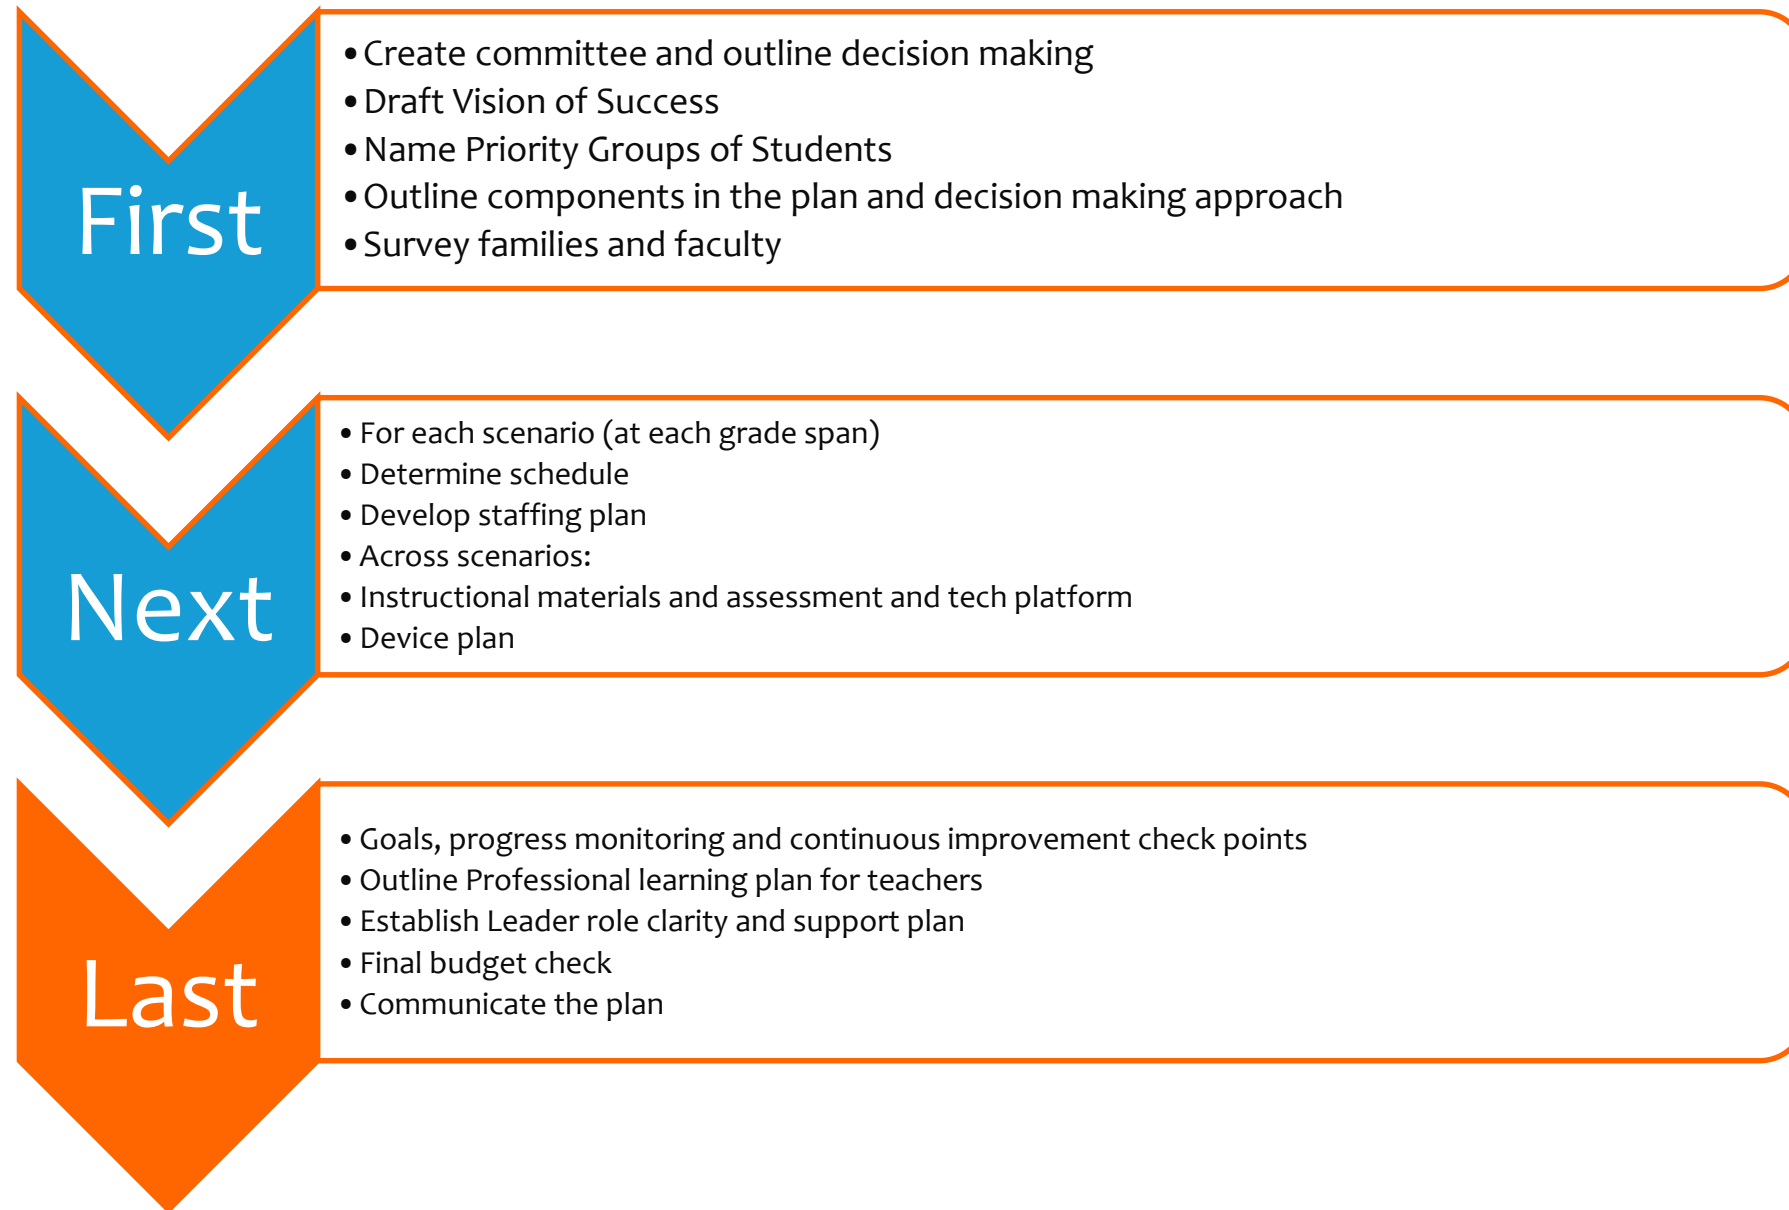 First
•Create committee and outline decision making
•Draft Vision of Success
•Name Priority Groups of Students
•Outline components in the plan and decision making approach
•Survey families and faculty
Next
• For each scenario (at each grade span)
• Determine schedule
• Develop staffing plan
• Across scenarios:
• Instructional materials and assessment and tech platform
• Device plan
Last
• Goals, progress monitoring and continuous improvement check points
• Outline Professional learning plan for teachers
• Establish Leader role clarity and support plan
• Final budget check
• Communicate the plan